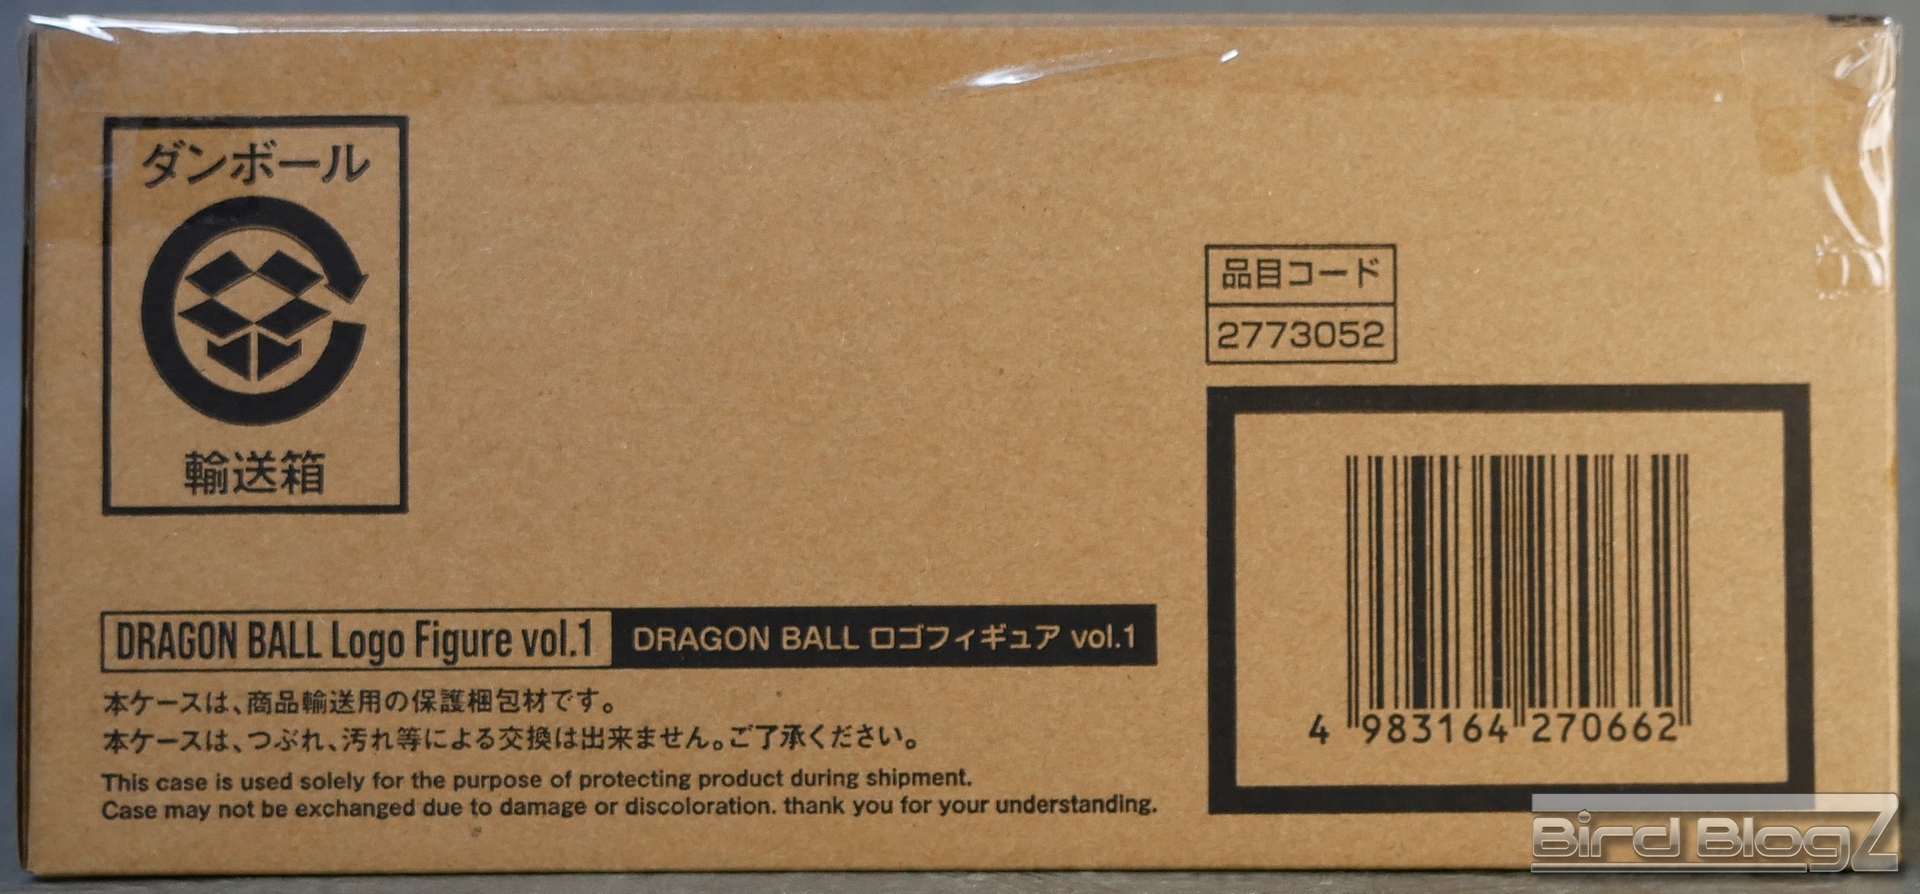 ダンボール
輸送箱
品目コード
2773052
DRAGON BALL Logo Figure vol.1 DRAGON BALL ロゴフィギュア vol.1
本ケースは、商品輸送用の保護梱包材です。
本ケースは、つぶれ、汚れ等による交換は出来ません。ご了承ください。
This case is used solely for the purpose of protecting product during shipment.
Case may not be exchanged due to damage or discoloration. thank you for your understanding.
4 983164 270662
Bird Blog Z